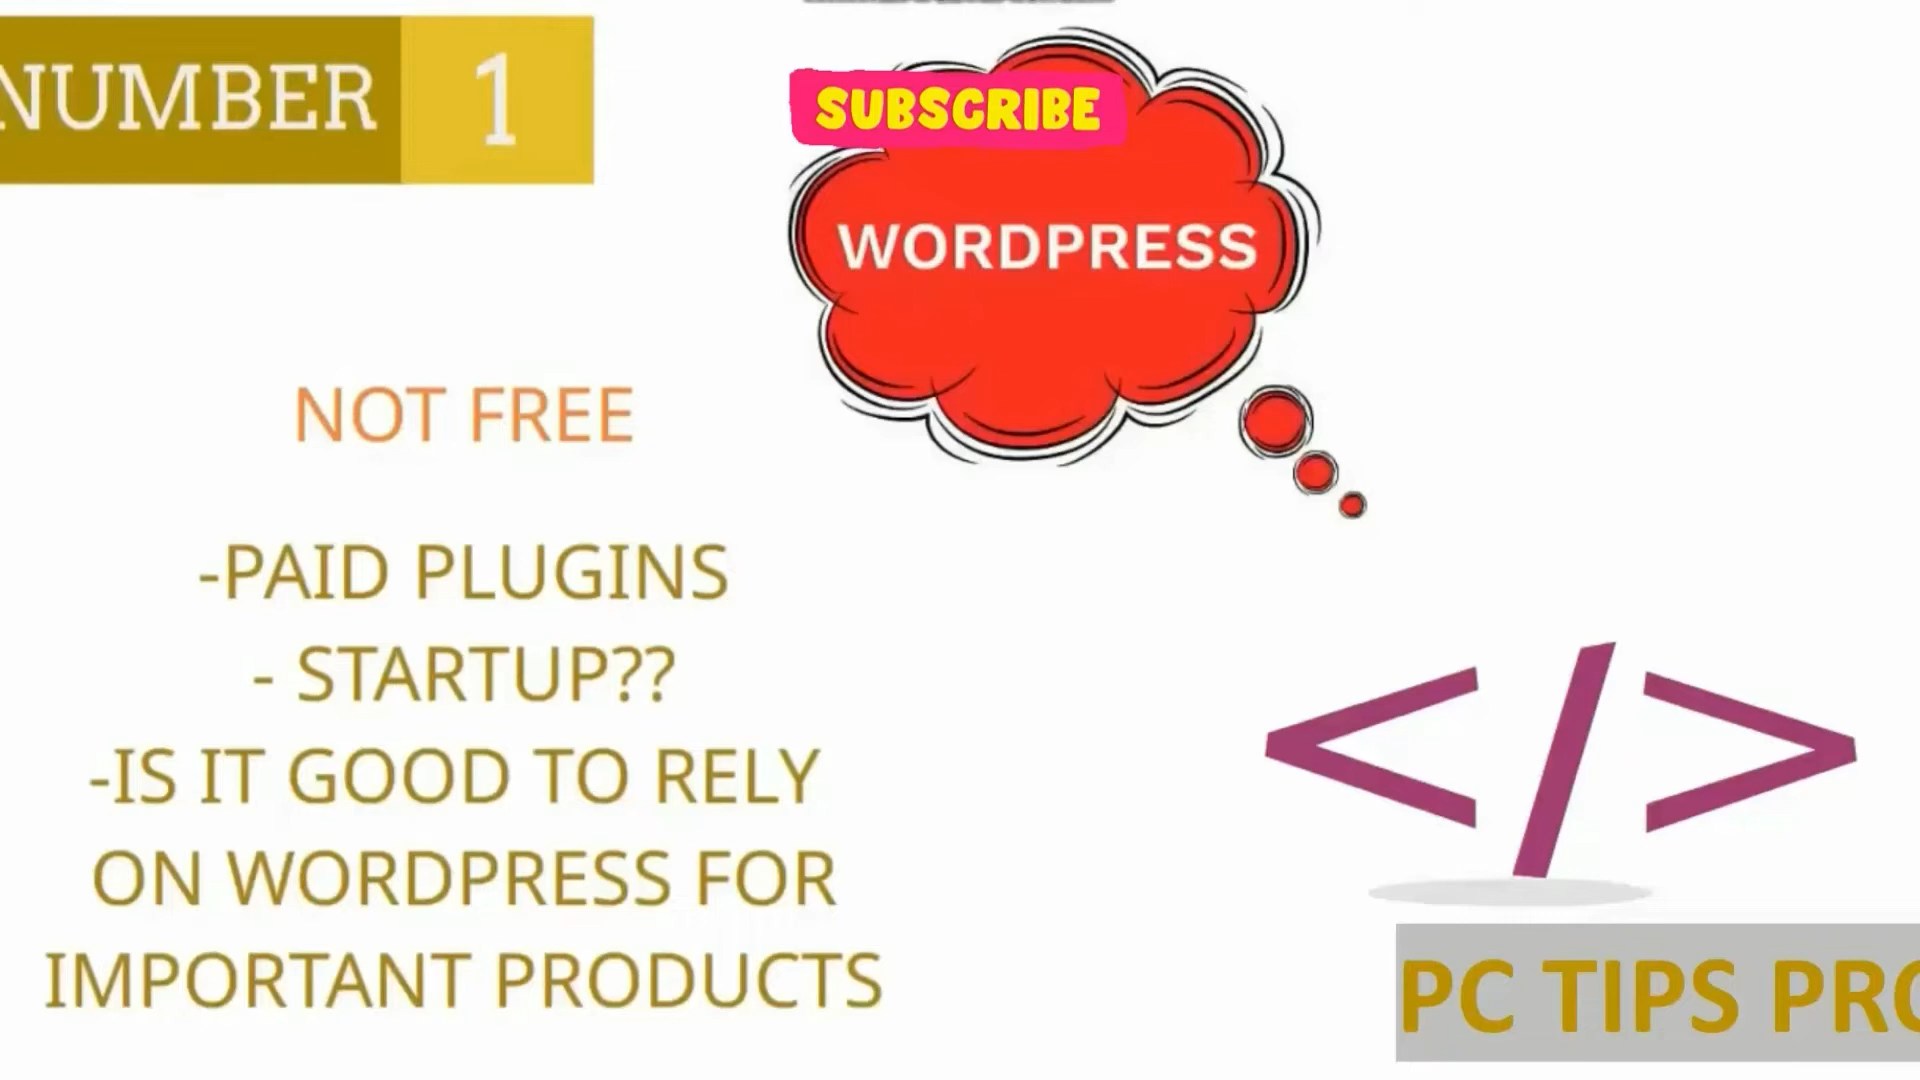 NUMBER 1
SUBSCRIBE
WORDPRESS
NOT FREE
-PAID PLUGINS
- STARTUP??
-IS IT GOOD TO RELY
ON WORDPRESS FOR
IMPORTANT PRODUCTS
</>
PC TIPS PRO